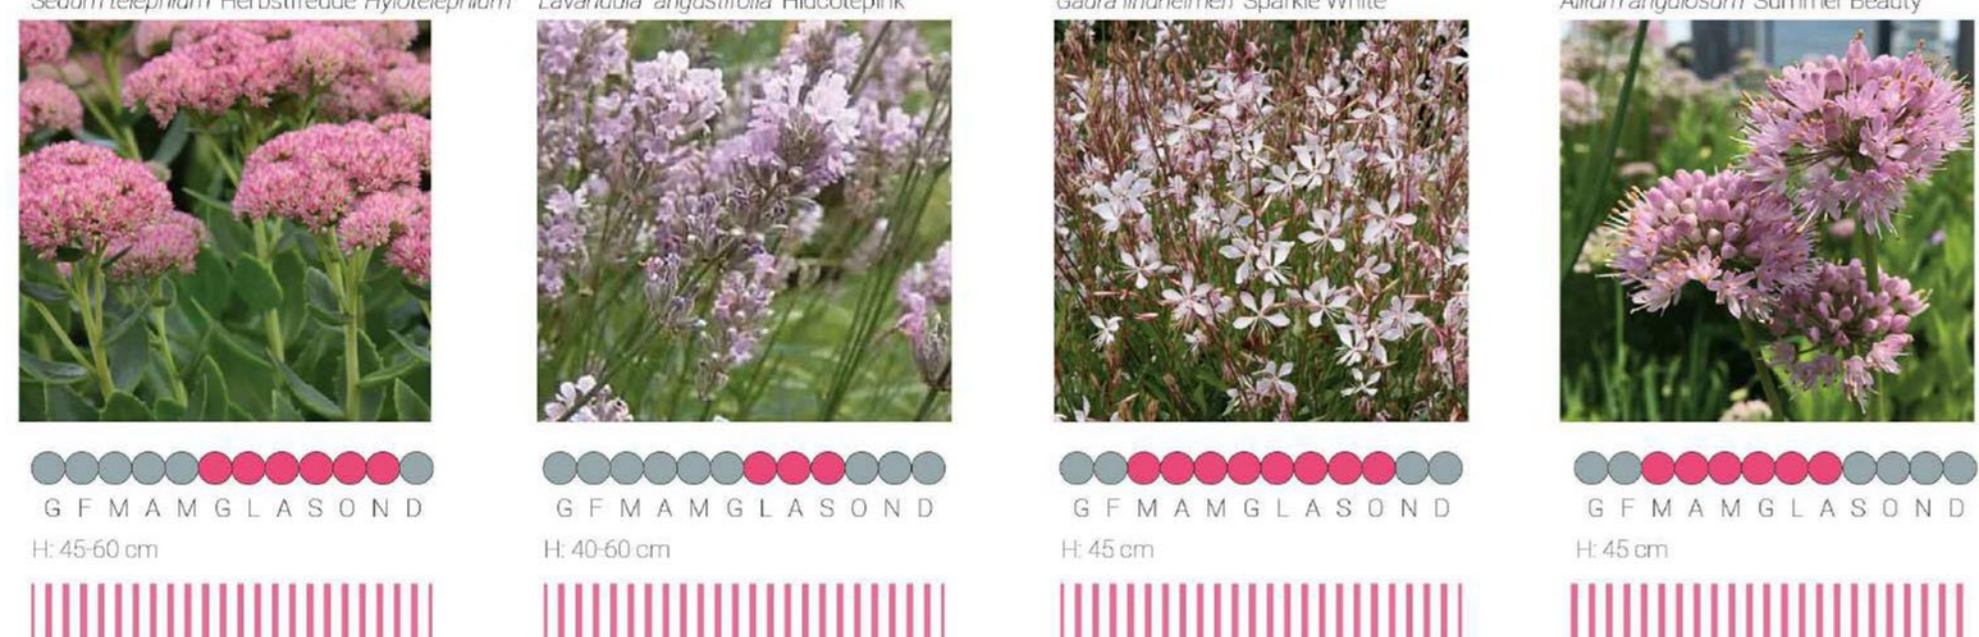 Sedum telephium Herbstfreude Hylotelephium
Lavandula angustifolia Hidcotepink
Gaura lindheimeri Sparkle White
Allium angulosum Summer Beauty
G F M A M G L A S O N D
G F M A M G L A S O N D
G F M A M G L A S O N D
G F M A M G L A S O N D
H: 45-60 cm
H: 40-60 cm
H: 45 cm
H: 45 cm